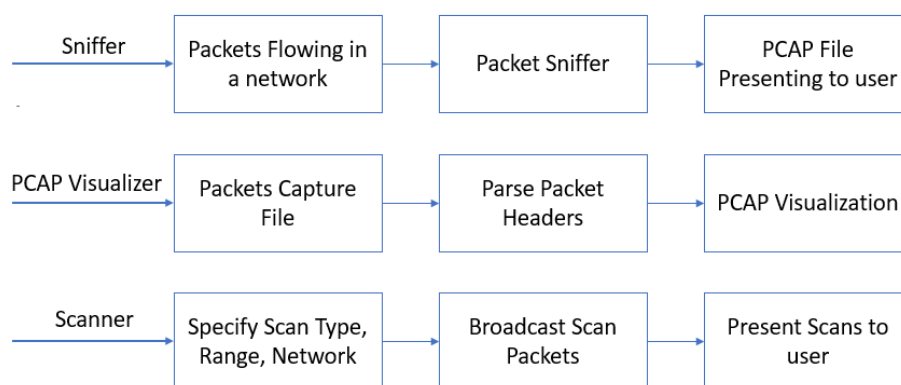 Sniffer
Packets Flowing in
a network
Packet Sniffer
PCAP File
Presenting to user
PCAP Visualizer
Packets Capture
File
Parse Packet
Headers
PCAP Visualization
Scanner
Specify Scan Type,
Range, Network
Broadcast Scan
Packets
Present Scans to
user